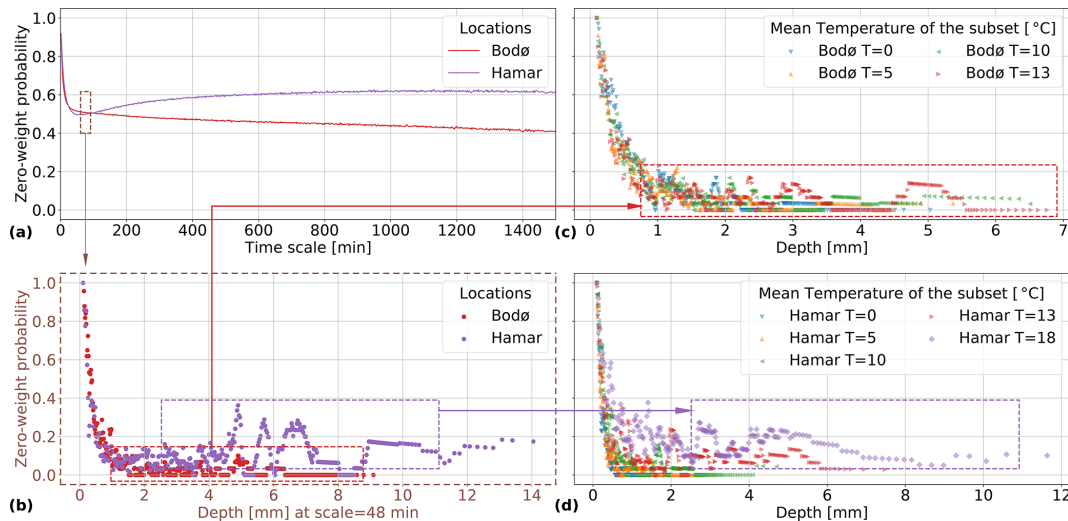 1.0
0.8
0.6
0.4
0.2
0.0
Zero-weight probability
Locations
Bodø
Hamar
0 200 400 600 800 1000 1200 1400
Time scale [min]
(a)
Mean Temperature of the subset [°C]
Bodø T=0 Bodø T=10
Bodø T=5 Bodø T=13
0 1 2 3 4 5 6 7
Depth [mm]
(c)
1.0
0.8
0.6
0.4
0.2
0.0
Zero-weight probability
Locations
Bodø
Hamar
0 2 4 6 8 10 12 14
Depth [mm] at scale=48 min
(b)
Mean Temperature of the subset [°C]
Hamar T=0 Hamar T=13
Hamar T=5 Hamar T=18
Hamar T=10
0 2 4 6 8 10 12
Depth [mm]
(d)